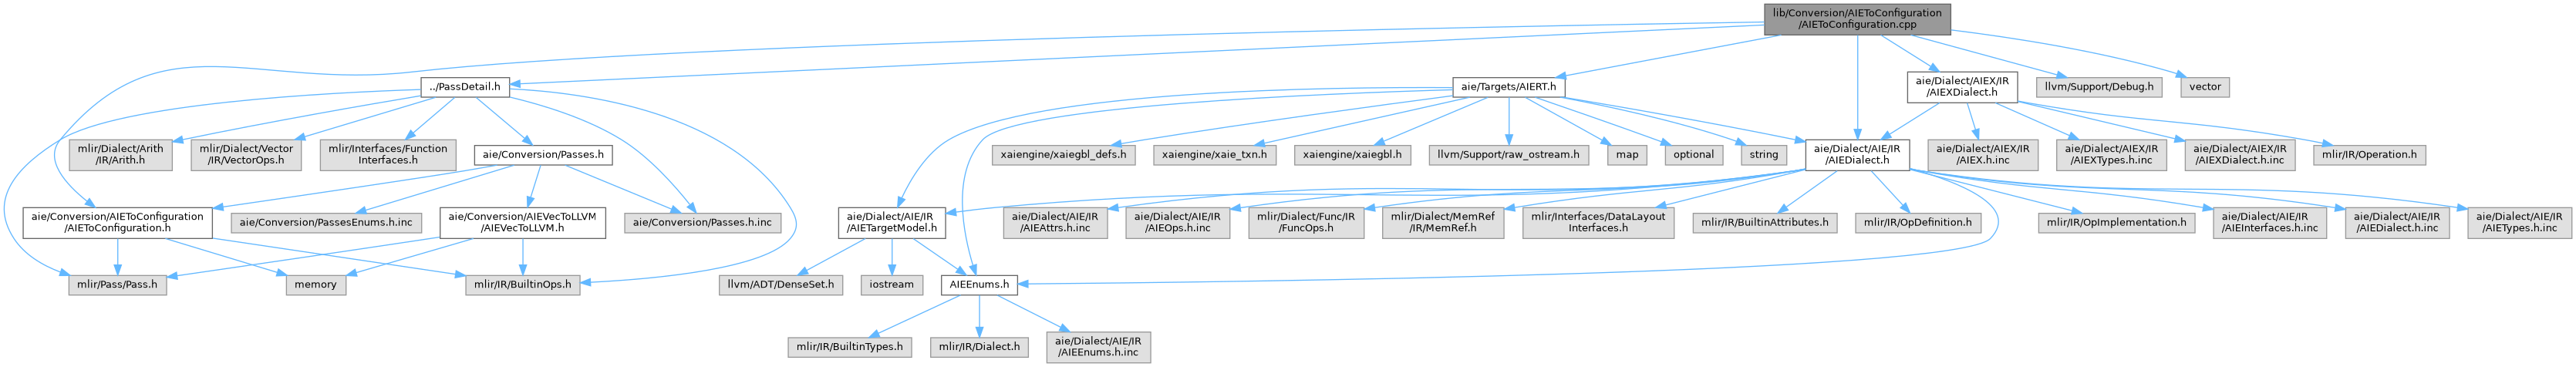 lib/Conversion/AIEToConfiguration
/AIEToConfiguration.cpp
../PassDetail.h
aie/Targets/AIERT.h
aie/Dialect/AIEX/IR
/AIEXDialect.h
llvm/Support/Debug.h
vector
mlir/Dialect/Arith
/IR/Arith.h
mlir/Dialect/Vector
/IR/VectorOps.h
mlir/Interfaces/Function
Interfaces.h
aie/Conversion/Passes.h
xaiengine/xaiegbl_defs.h
xaiengine/xaie_txn.h
xaiengine/xaiegbl.h
llvm/Support/raw_ostream.h
map
optional
string
aie/Dialect/AIE/IR
/AIEDialect.h
aie/Dialect/AIEX/IR
/AIEX.h.inc
aie/Dialect/AIEX/IR
/AIEXTypes.h.inc
aie/Dialect/AIEX/IR
/AIEXDialect.h.inc
mlir/IR/Operation.h
aie/Conversion/AIEToConfiguration
/AIEToConfiguration.h
aie/Conversion/PassesEnums.h.inc
aie/Conversion/AIEVecToLLVM
/AIEVecToLLVM.h
aie/Conversion/Passes.h.inc
aie/Dialect/AIE/IR
/AIETargetModel.h
aie/Dialect/AIE/IR
/AIEAttrs.h.inc
aie/Dialect/AIE/IR
/AIEOps.h.inc
mlir/Dialect/Func/IR
/FuncOps.h
mlir/Dialect/MemRef
/IR/MemRef.h
mlir/Interfaces/DataLayout
Interfaces.h
mlir/IR/BuiltinAttributes.h
mlir/IR/OpDefinition.h
mlir/IR/OpImplementation.h
aie/Dialect/AIE/IR
/AIEInterfaces.h.inc
aie/Dialect/AIE/IR
/AIEDialect.h.inc
aie/Dialect/AIE/IR
/AIETypes.h.inc
mlir/Pass/Pass.h
memory
mlir/IR/BuiltinOps.h
llvm/ADT/DenseSet.h
iostream
AIEEnums.h
mlir/IR/BuiltinTypes.h
mlir/IR/Dialect.h
aie/Dialect/AIE/IR
/AIEEnums.h.inc